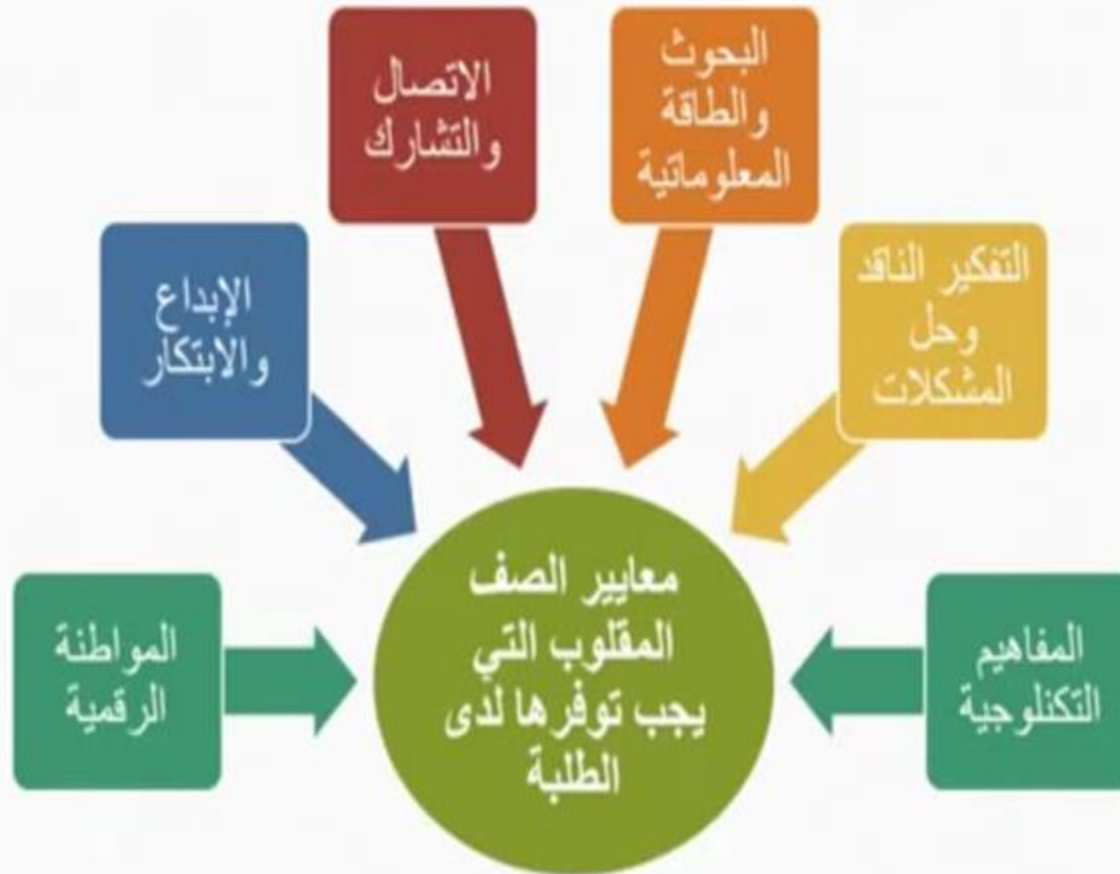 البحوث
والطاقة
المعلوماتية
الاتصال
والتشارك
التفكير الناقد
وحل
المشكلات
الإبداع
والابتكار
معايير الصف
المقلوب التي
يجب توفرها لدى
الطلبة
المفاهيم
التكنلوجية
المواطنة
الرقمية